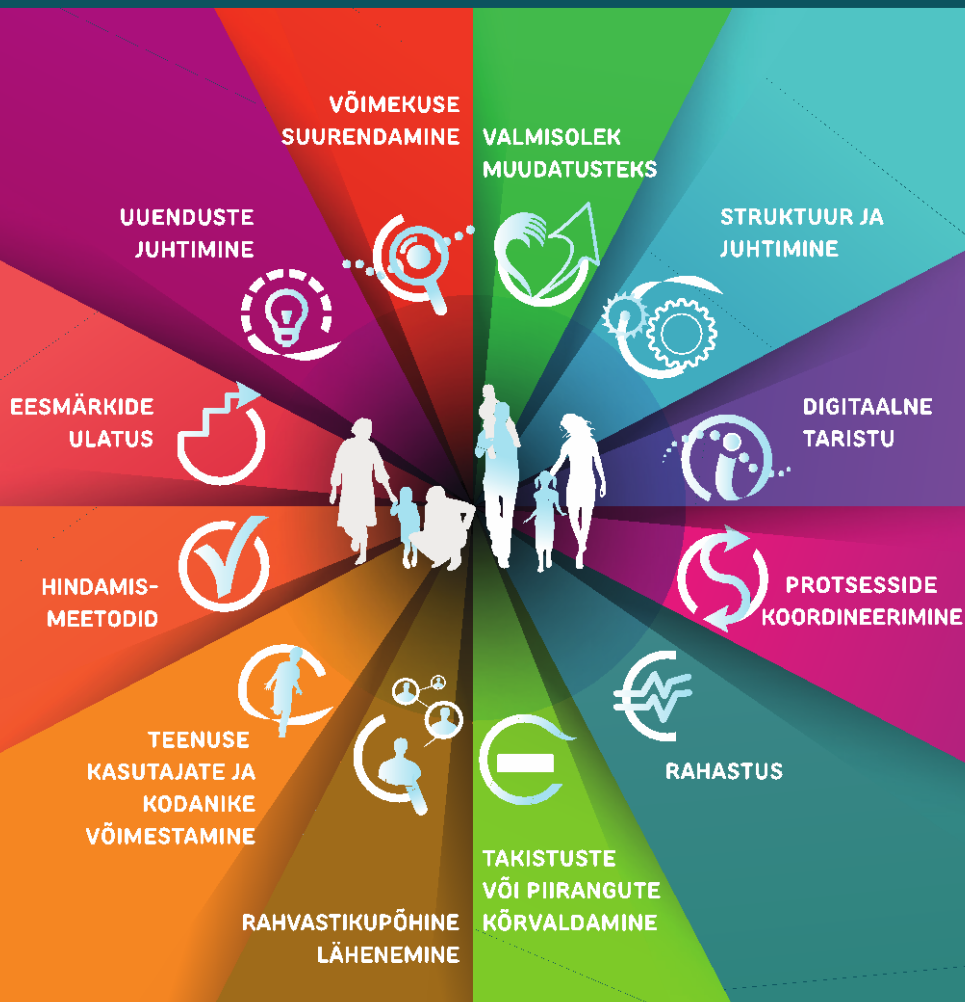 VÕIMEKUSE
SUURENDAMINE
VALMISOLEK
MUUDATUSTEKS
STRUKTUUR JA
JUHTIMINE
DIGITAALNE
TARISTU
PROTSESSIDE
KOORDINEERIMINE
RAHASTUS
TAKISTUSTE
VÕI PIIRANGUTE
KÕRVALDAMINE
RAHVASTIKUPÕHINE
LÄHENEMINE
TEENUSE
KASUTAJATE JA
KODANIKE
VÕIMESTAMINE
HINDAMIS-
MEETODID
EESMÄRKIDE
ULATUS
UUENDUSTE
JUHTIMINE